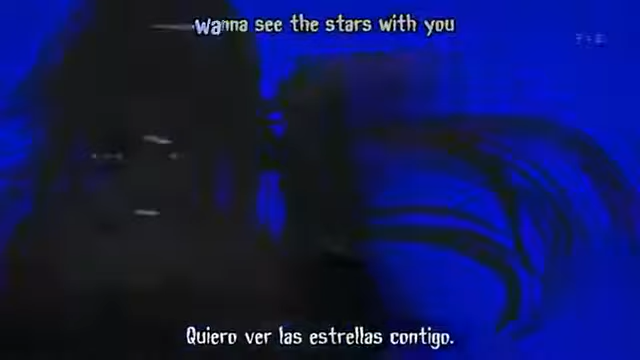 wanna see the stars with you
Quiero ver las estrellas contigo.